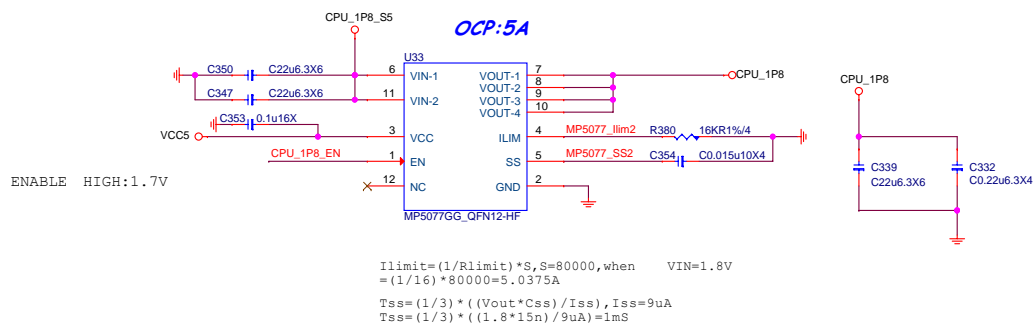 CPU_1P8_S5
OCP:5A
U33
C350 C22u6.3X6 6 VIN-1 VOUT-1 7 CPU_1P8
VOUT-2 8
C347 C22u6.3X6 11 VIN-2 VOUT-3 9
VOUT-4 10
C353 0.1u16X
VCC5 3 VCC ILIM 4 MP5077_Ilim2 R380 16KR1%/4
CPU_1P8_EN 1 EN SS 5 MP5077_SS2 C354 C0.015u10X4
ENABLE HIGH:1.7V
12 NC GND 2
MP5077GG_QFN12-HF
CPU_1P8
C339 C332
C22u6.3X6 C0.22u6.3X4
Ilimit=(1/Rlimit)*S,S=80000,when VIN=1.8V
=(1/16)*80000=5.0375A
Tss=(1/3)*((Vout*Css)/Iss),Iss=9uA
Tss=(1/3)*((1.8*15n)/9uA)=1mS